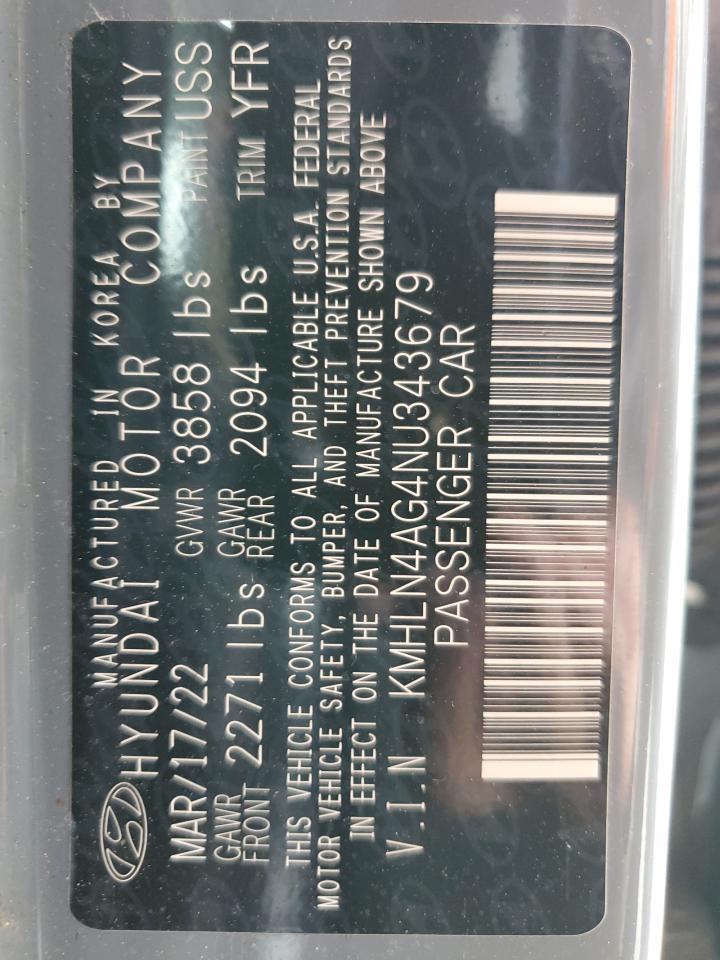 MANUFACTURED IN KOREA BY
HYUNDAI MOTOR COMPANY
MAR/17/22 GVWR 3858 lbs PAINT USS
GAWR FRONT 2271 lbs GAWR REAR 2094 lbs TRIM YFR
THIS VEHICLE CONFORMS TO ALL APPLICABLE U.S.A. FEDERAL
MOTOR VEHICLE SAFETY, BUMPER, AND THEFT PREVENTION STANDARDS
IN EFFECT ON THE DATE OF MANUFACTURE SHOWN ABOVE
V.I.N KMHLN4AG4NU343679
PASSENGER CAR